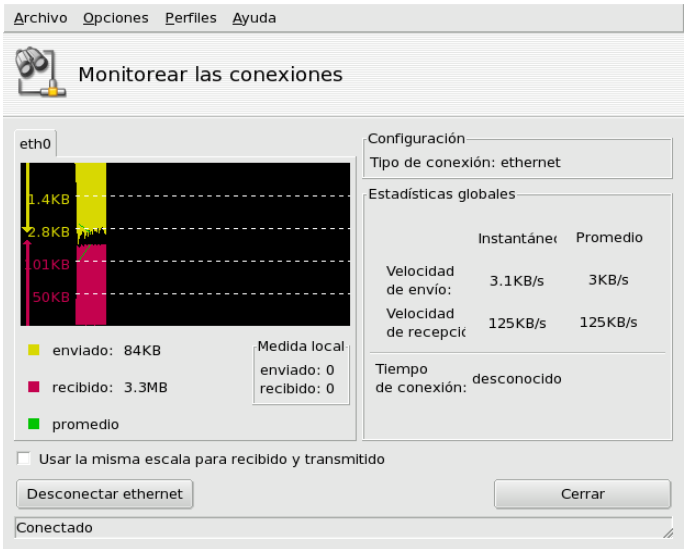 Archivo Opciones Perfiles Ayuda
Monitorear las conexiones
eth0
1.4KB
2.8KB
101KB
50KB
enviado: 84KB
recibido: 3.3MB
promedio
Medida local
enviado: 0
recibido: 0
Configuración
Tipo de conexión: ethernet
Estadísticas globales
Instantánec Promedio
Velocidad
de envío: 3.1KB/s 3KB/s
Velocidad
de recepcić 125KB/s 125KB/s
Tiempo
de conexión: desconocido
Usar la misma escala para recibido y transmitido
Desconectar ethernet Cerrar
Conectado